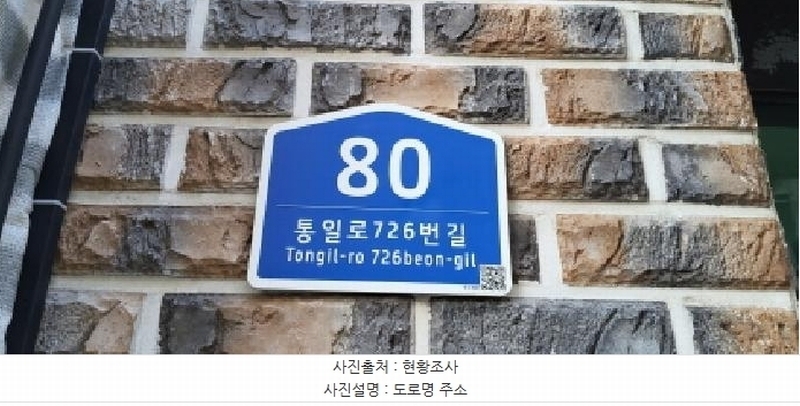 80
통일로726번길
Tongil-ro 726beon-gil
사진출처 : 현황조사
사진설명 : 도로명 주소